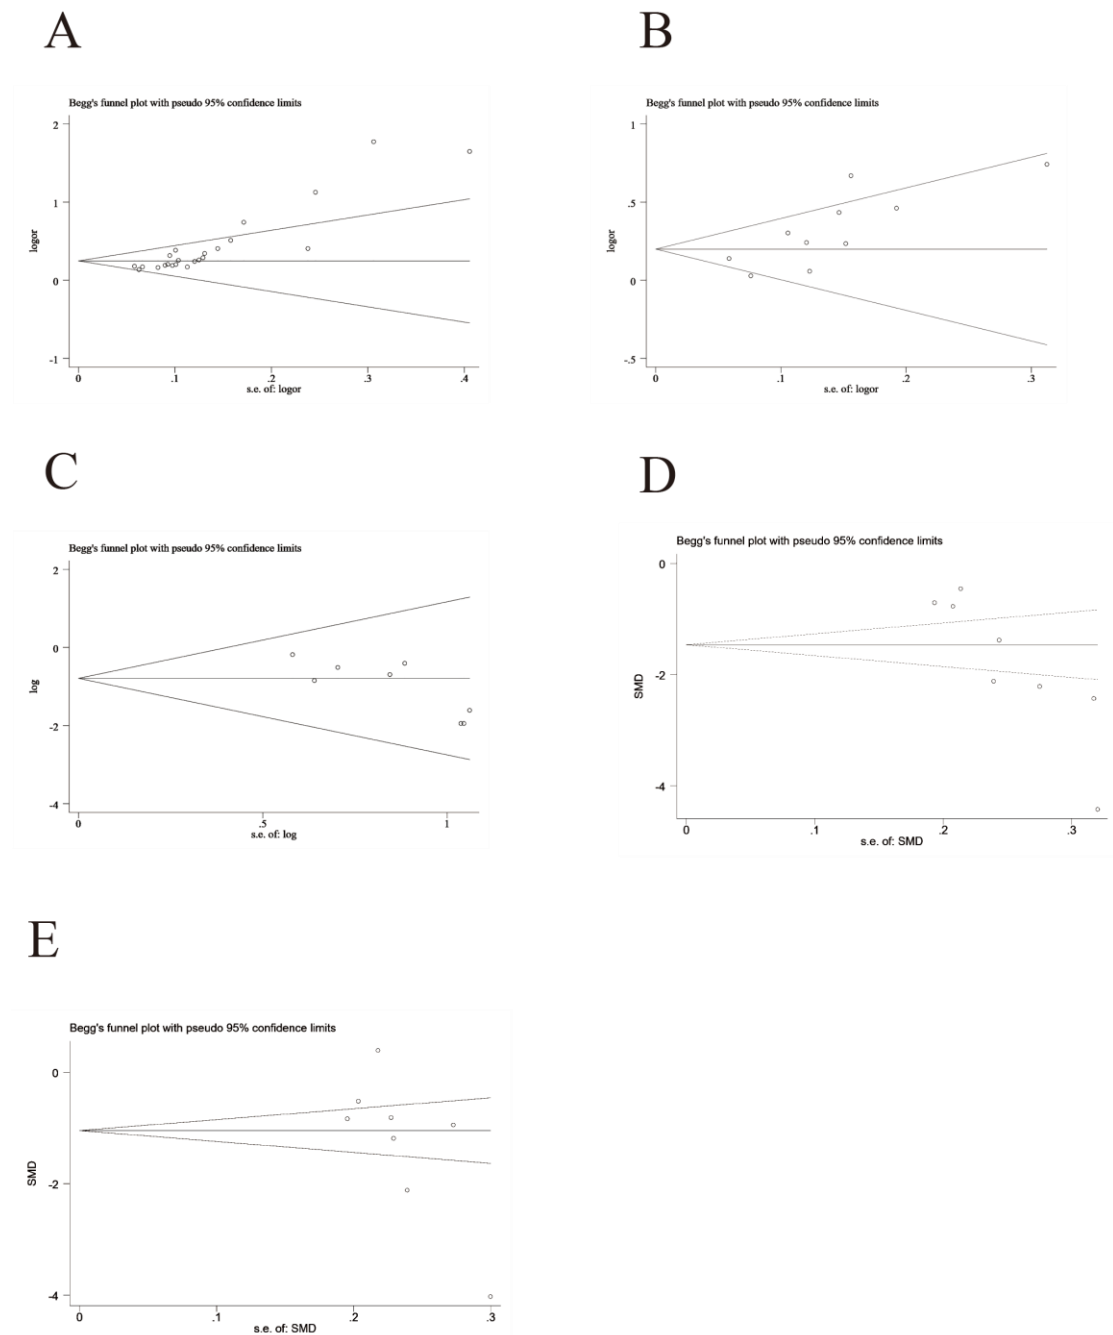 A
Begg's funnel plot with pseudo 95% confidence limits
2
1
0
-1
logor
0
.1
.2
.3
.4
s.e. of: logor
B
Begg's funnel plot with pseudo 95% confidence limits
1
.5
0
-.5
logor
0
.1
.2
.3
s.e. of: logor
C
Begg's funnel plot with pseudo 95% confidence limits
2
0
-2
-4
log
0
.5
1
s.e. of: log
D
Begg's funnel plot with pseudo 95% confidence limits
0
-2
-4
SMD
0
.1
.2
.3
s.e. of: SMD
E
Begg's funnel plot with pseudo 95% confidence limits
0
-2
-4
SMD
0
.1
.2
.3
s.e. of: SMD